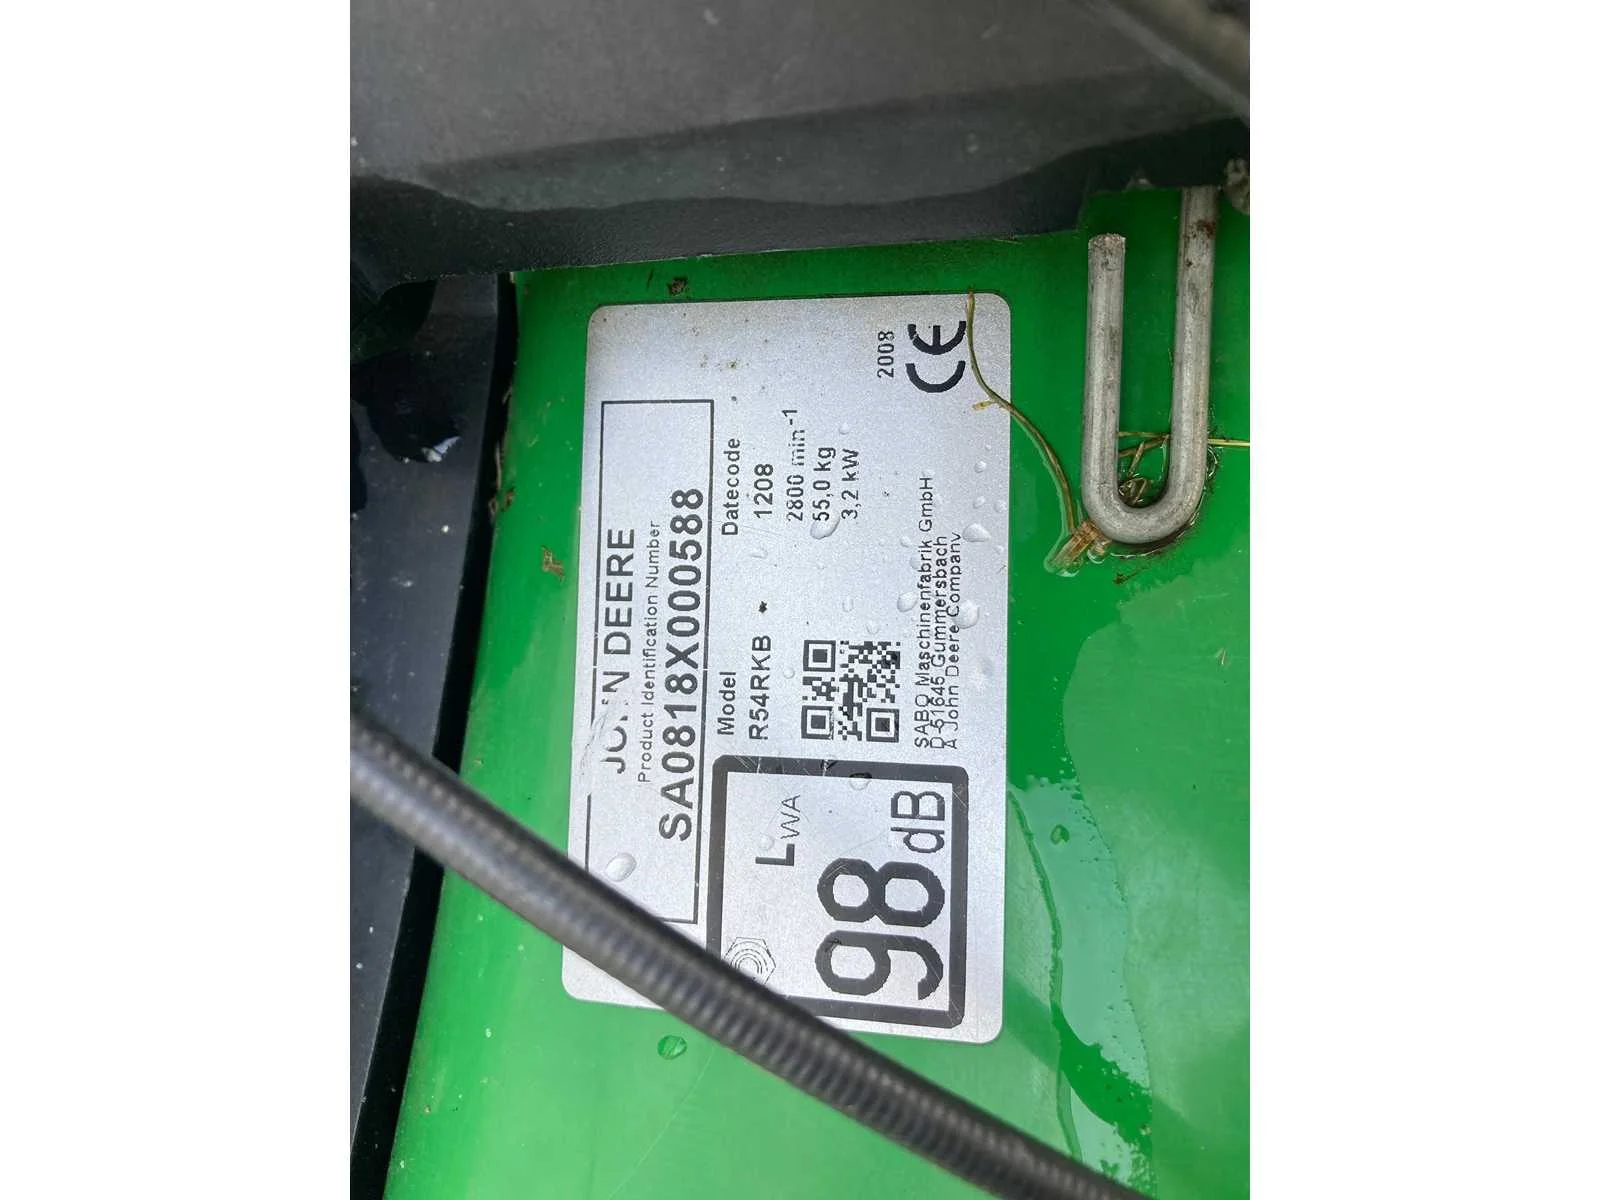 JOHN DEERE
Product Identification Number
SA0818X000588
Model Datecode
R54RKB 1208
2800 min-1
55,0 kg
3,2 kW
2008
CE
SABO Maschinenfabrik GmbH
D-51645 Gummersbach
A John Deere Company
LWA
98dB